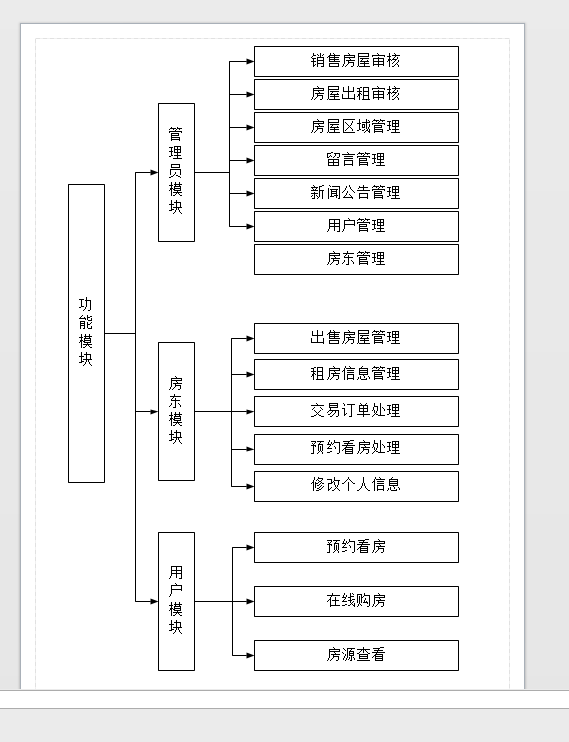 功能模块
管理员模块
销售房屋审核
房屋出租审核
房屋区域管理
留言管理
新闻公告管理
用户管理
房东管理
房东模块
出售房屋管理
租房信息管理
交易订单处理
预约看房处理
修改个人信息
用户模块
预约看房
在线购房
房源查看